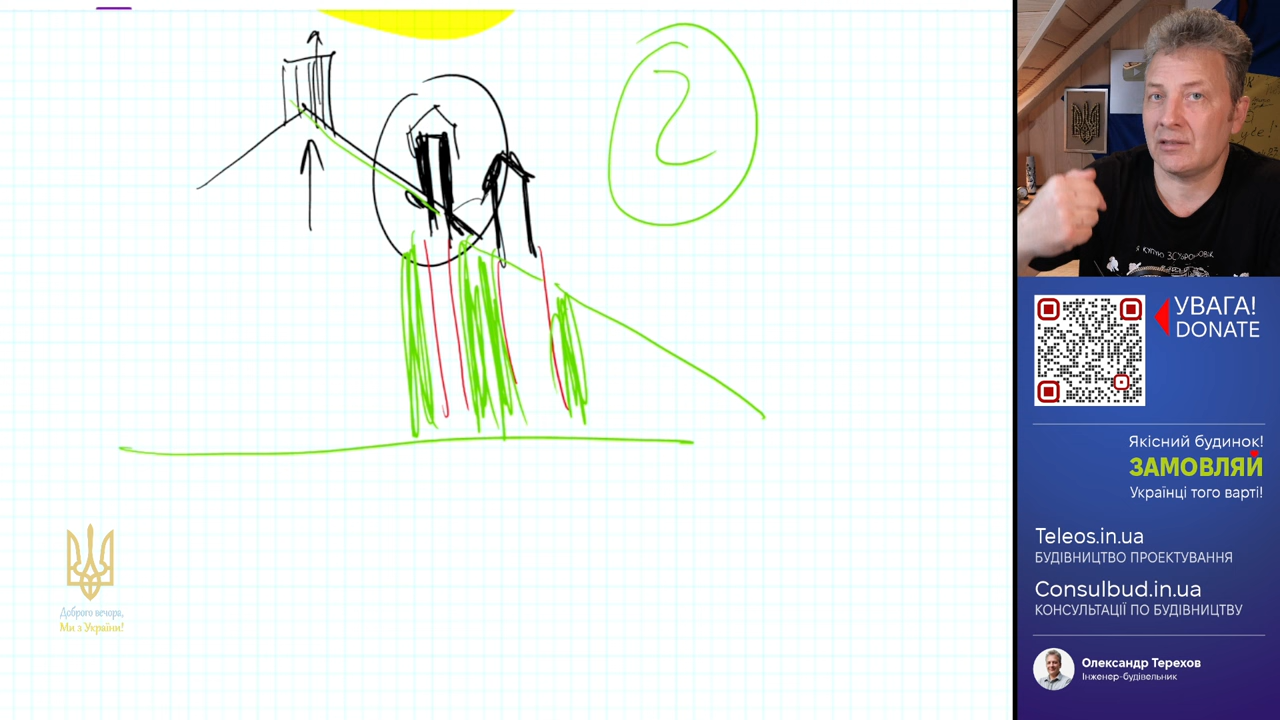 2
УВАГА!
DONATE
Якісний будинок!
ЗАМОВЛЯЙ
Українці того варті!
Teleos.in.ua
БУДІВНИЦТВО ПРОЕКТУВАННЯ
Consulbud.in.ua
КОНСУЛЬТАЦІЇ ПО БУДІВНИЦТВУ
Олександр Терехов
Інженер-будівельник
Доброго вечора,
Ми з України!